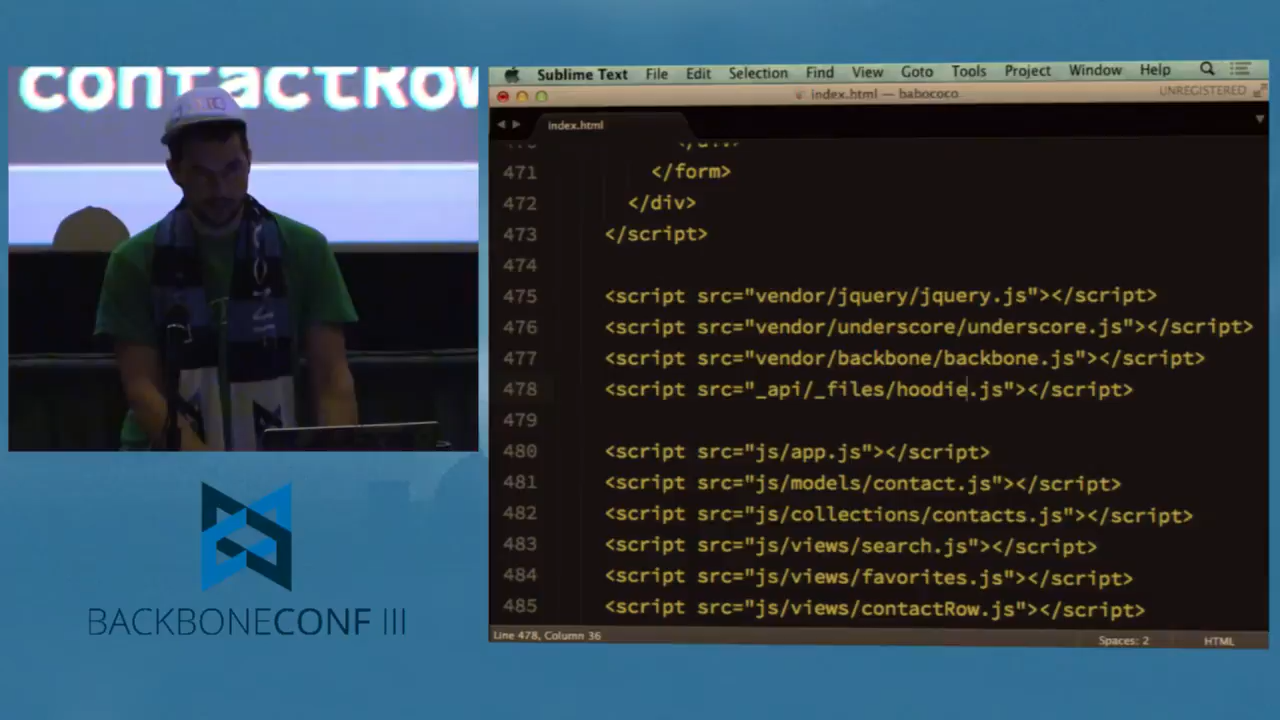 contactRow
Sublime Text File Edit Selection Find View Goto Tools Project Window Help
index.html — babococo
UNREGISTERED
index.html
471 </form>
472 </div>
473 </script>
474
475 <script src="vendor/jquery/jquery.js"></script>
476 <script src="vendor/underscore/underscore.js"></script>
477 <script src="vendor/backbone/backbone.js"></script>
478 <script src="_api/_files/hoodie.js"></script>
479
480 <script src="js/app.js"></script>
481 <script src="js/models/contact.js"></script>
482 <script src="js/collections/contacts.js"></script>
483 <script src="js/views/search.js"></script>
484 <script src="js/views/favorites.js"></script>
485 <script src="js/views/contactRow.js"></script>
Line 478, Column 36
Spaces: 2
HTML
BACKBONECONF III